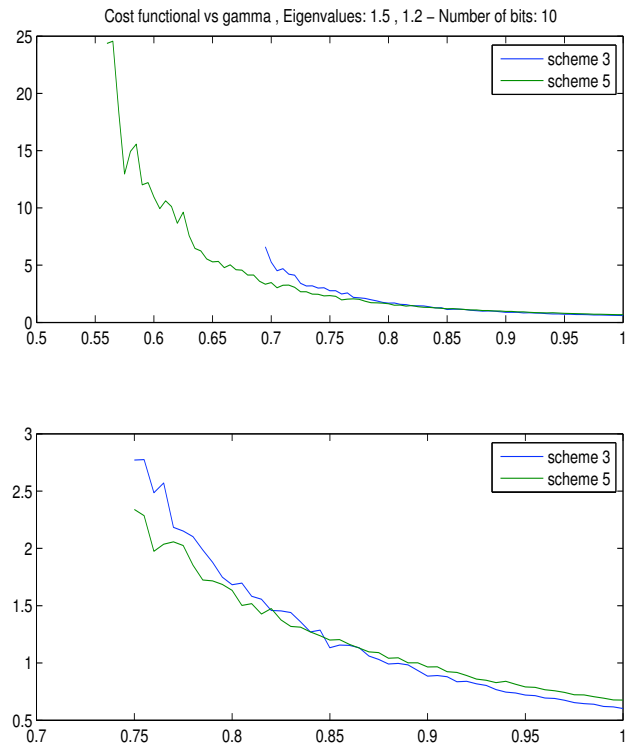 Cost functional vs gamma , Eigenvalues: 1.5 , 1.2 − Number of bits: 10
25
20
15
10
5
0
scheme 3
scheme 5
0.5 0.55 0.6 0.65 0.7 0.75 0.8 0.85 0.9 0.95 1
3
2.5
2
1.5
1
0.5
scheme 3
scheme 5
0.7 0.75 0.8 0.85 0.9 0.95 1